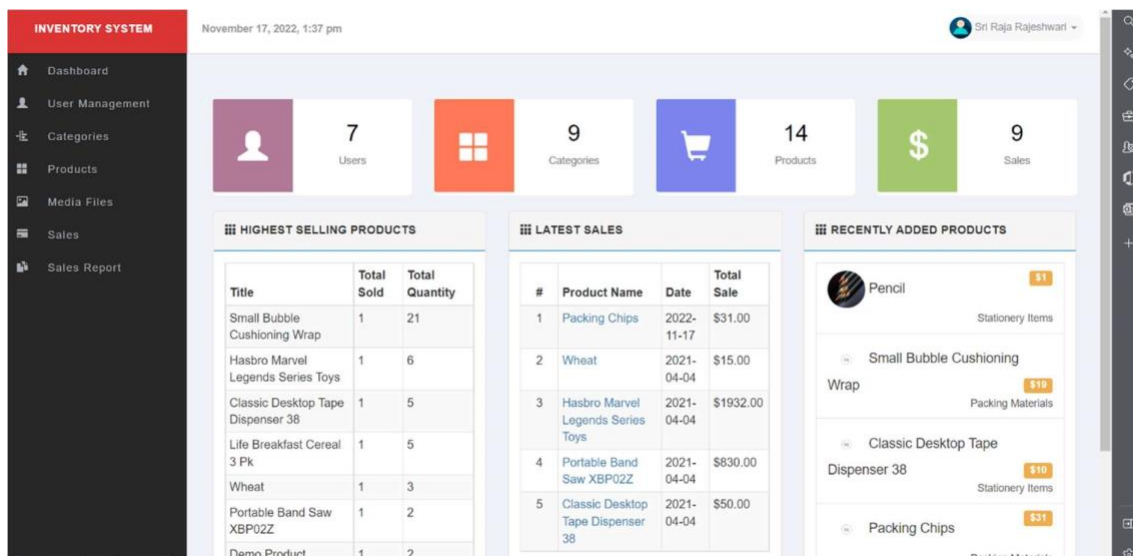 INVENTORY SYSTEM
November 17, 2022, 1:37 pm
Sri Raja Rajeshwari
Dashboard
User Management
Categories
Products
Media Files
Sales
Sales Report
7
Users
9
Categories
14
Products
$
9
Sales
HIGHEST SELLING PRODUCTS
Title Total Sold Total Quantity
Small Bubble Cushioning Wrap 1 21
Hasbro Marvel Legends Series Toys 1 6
Classic Desktop Tape Dispenser 38 1 5
Life Breakfast Cereal 3 Pk 1 5
Wheat 1 3
Portable Band Saw XBP02Z 1 2
Demo Product 1 2
LATEST SALES
# Product Name Date Total Sale
1 Packing Chips 2022-11-17 $31.00
2 Wheat 2021-04-04 $15.00
3 Hasbro Marvel Legends Series Toys 2021-04-04 $1932.00
4 Portable Band Saw XBP02Z 2021-04-04 $830.00
5 Classic Desktop Tape Dispenser 38 2021-04-04 $50.00
RECENTLY ADDED PRODUCTS
Pencil $1
Stationery Items
Small Bubble Cushioning
Wrap $19
Packing Materials
Classic Desktop Tape
Dispenser 38 $10
Stationery Items
Packing Chips $31
Packing Materials